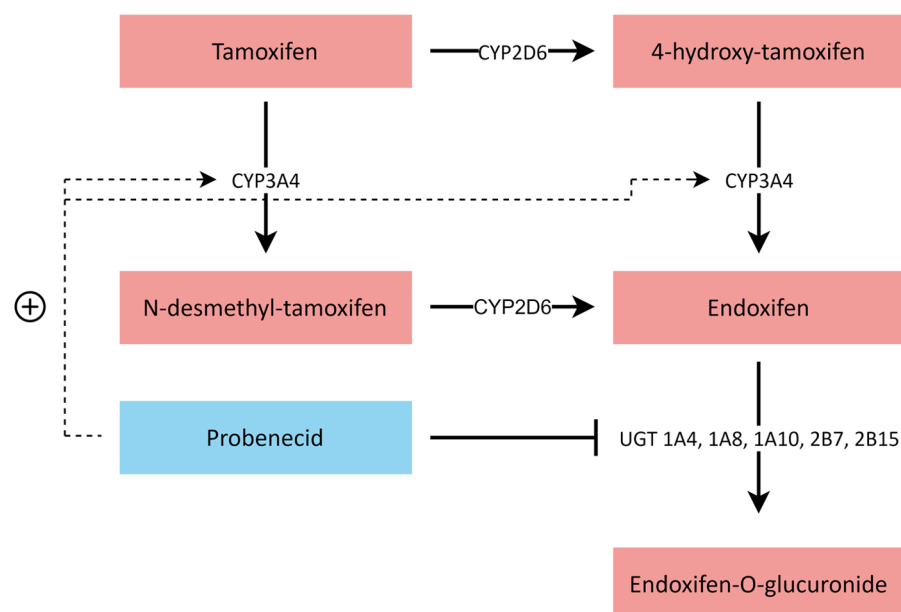 Tamoxifen
CYP2D6
4-hydroxy-tamoxifen
CYP3A4
CYP3A4
N-desmethyl-tamoxifen
CYP2D6
Endoxifen
Probenecid
UGT 1A4, 1A8, 1A10, 2B7, 2B15
Endoxifen-O-glucuronide